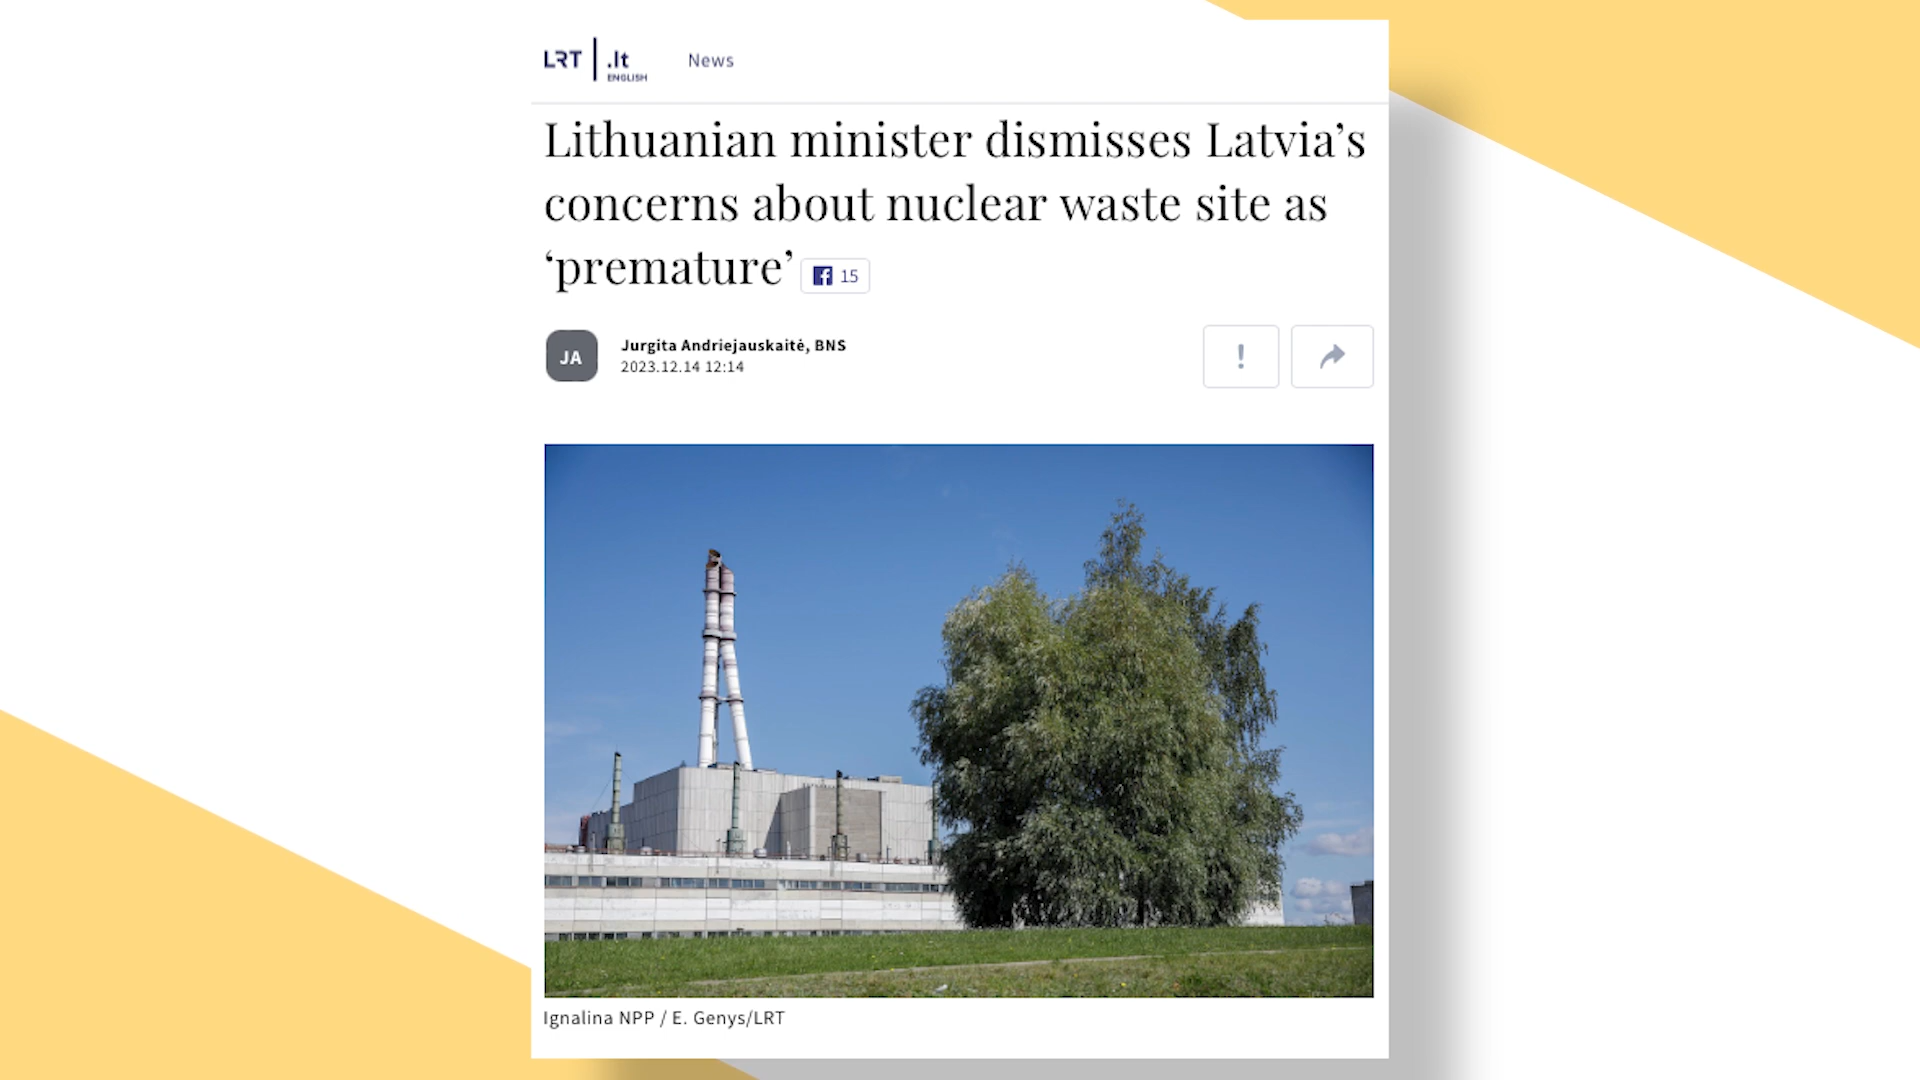 LRT .lt
ENGLISH
News
Lithuanian minister dismisses Latvia’s
concerns about nuclear waste site as
‘premature’ 15
JA
Jurgita Andriejauskaitė, BNS
2023.12.14 12:14
Ignalina NPP / E. Genys/LRT